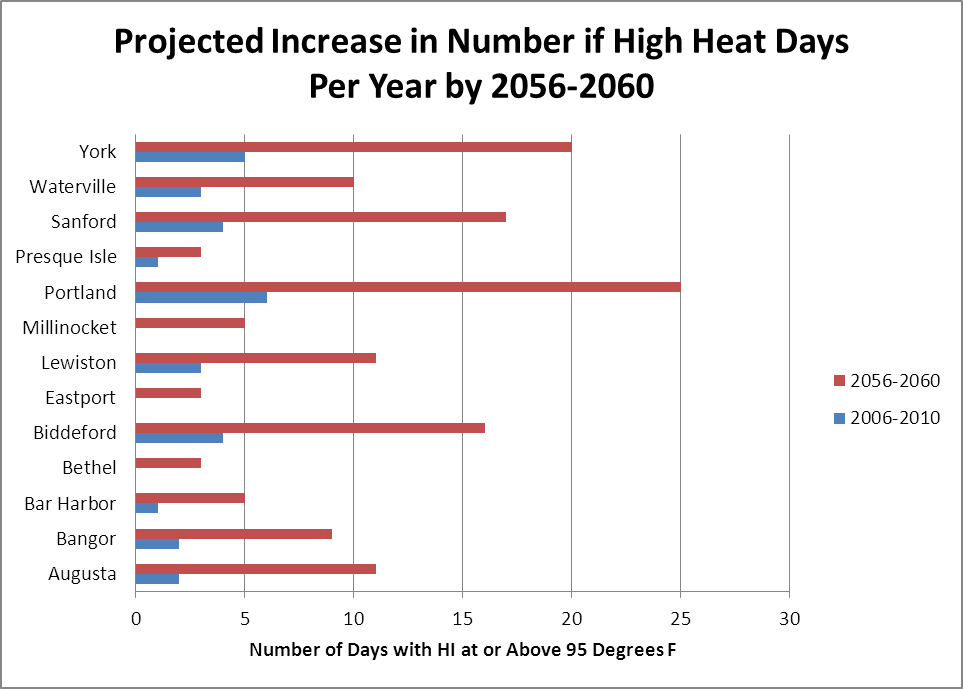 Projected Increase in Number if High Heat Days
Per Year by 2056-2060
York
Waterville
Sanford
Presque Isle
Portland
Millinocket
Lewiston
Eastport
Biddeford
Bethel
Bar Harbor
Bangor
Augusta
2056-2060
2006-2010
0 5 10 15 20 25 30
Number of Days with HI at or Above 95 Degrees F